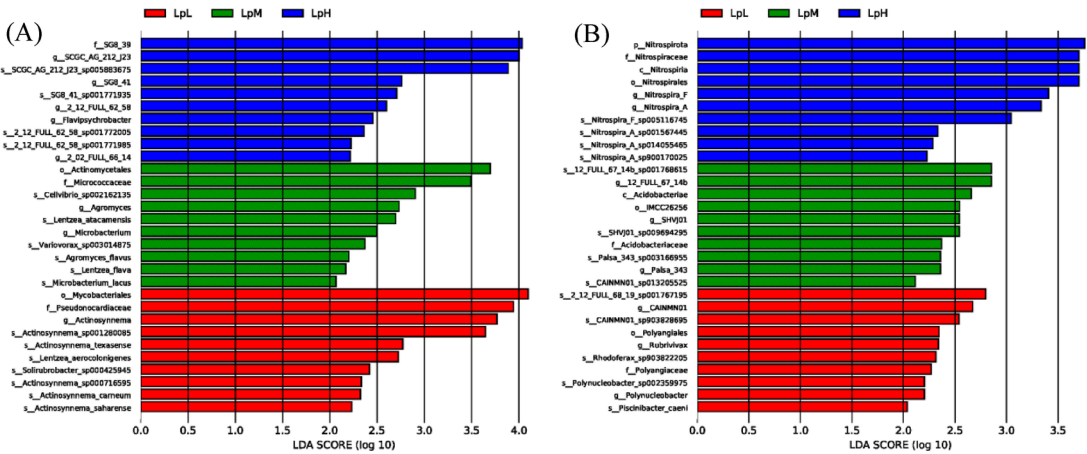 LpL LpM LpH
(A)
f__SG8_39
g__SCGC_AG_212_J23
s__SCGC_AG_212_J23_sp005883675
g__SG8_41
s__SG8_41_sp001771935
g__2_12_FULL_62_58
g__Flavipsychrobacter
s__2_12_FULL_62_58_sp001772005
s__2_12_FULL_62_58_sp001771985
g__2_02_FULL_66_14
o__Actinomycetales
f__Micrococcaceae
s__Cellvibrio_sp002162135
g__Agromyces
s__Lentzea_atacamensis
g__Microbacterium
s__Variovorax_sp003014875
s__Agromyces_flavus
s__Lentzea_flava
s__Microbacterium_lacus
o__Mycobacteriales
f__Pseudonocardiaceae
g__Actinosynnema
s__Actinosynnema_sp001280085
s__Actinosynnema_texasense
s__Lentzea_aerocolonigenes
s__Solirubrobacter_sp000425945
s__Actinosynnema_sp000716595
s__Actinosynnema_carneum
s__Actinosynnema_saharense
0.0 0.5 1.0 1.5 2.0 2.5 3.0 3.5 4.0
LDA SCORE (log 10)
LpL LpM LpH
(B)
p__Nitrospirota
f__Nitrospiraceae
c__Nitrospiria
o__Nitrospirales
g__Nitrospira_F
g__Nitrospira_A
s__Nitrospira_F_sp005116745
s__Nitrospira_A_sp001567445
s__Nitrospira_A_sp014055465
s__Nitrospira_A_sp900170025
s__12_FULL_67_14b_sp001768615
g__12_FULL_67_14b
c__Acidobacteriae
o__IMCC26256
g__SHVJ01
s__SHVJ01_sp009694295
f__Acidobacteriaceae
s__Palsa_343_sp003166955
g__Palsa_343
s__CAINMN01_sp013205525
s__2_12_FULL_68_19_sp001767195
g__CAINMN01
s__CAINMN01_sp903828695
o__Polyangiales
g__Rubrivivax
s__Rhodoferax_sp903822205
f__Polyangiaceae
s__Polynucleobacter_sp002359975
g__Polynucleobacter
s__Piscinibacter_caeni
0.0 0.5 1.0 1.5 2.0 2.5 3.0 3.5
LDA SCORE (log 10)